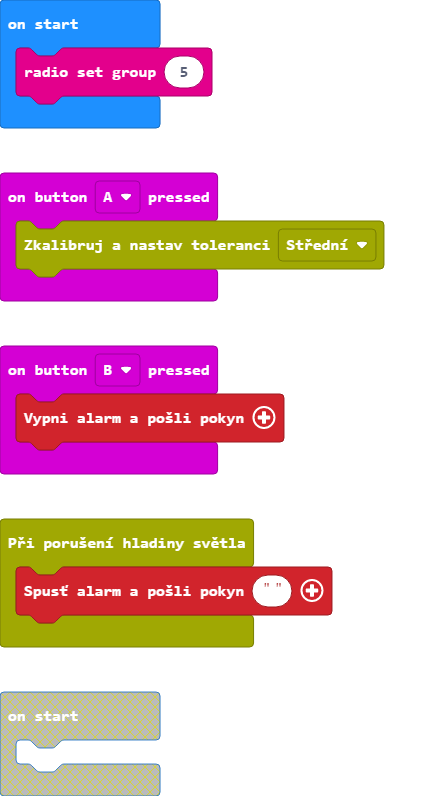 on start
radio set group 5
on button A pressed
Zkalibruj a nastav toleranci Střední
on button B pressed
Vypni alarm a pošli pokyn
Při porušení hladiny světla
Spusť alarm a pošli pokyn " "
on start